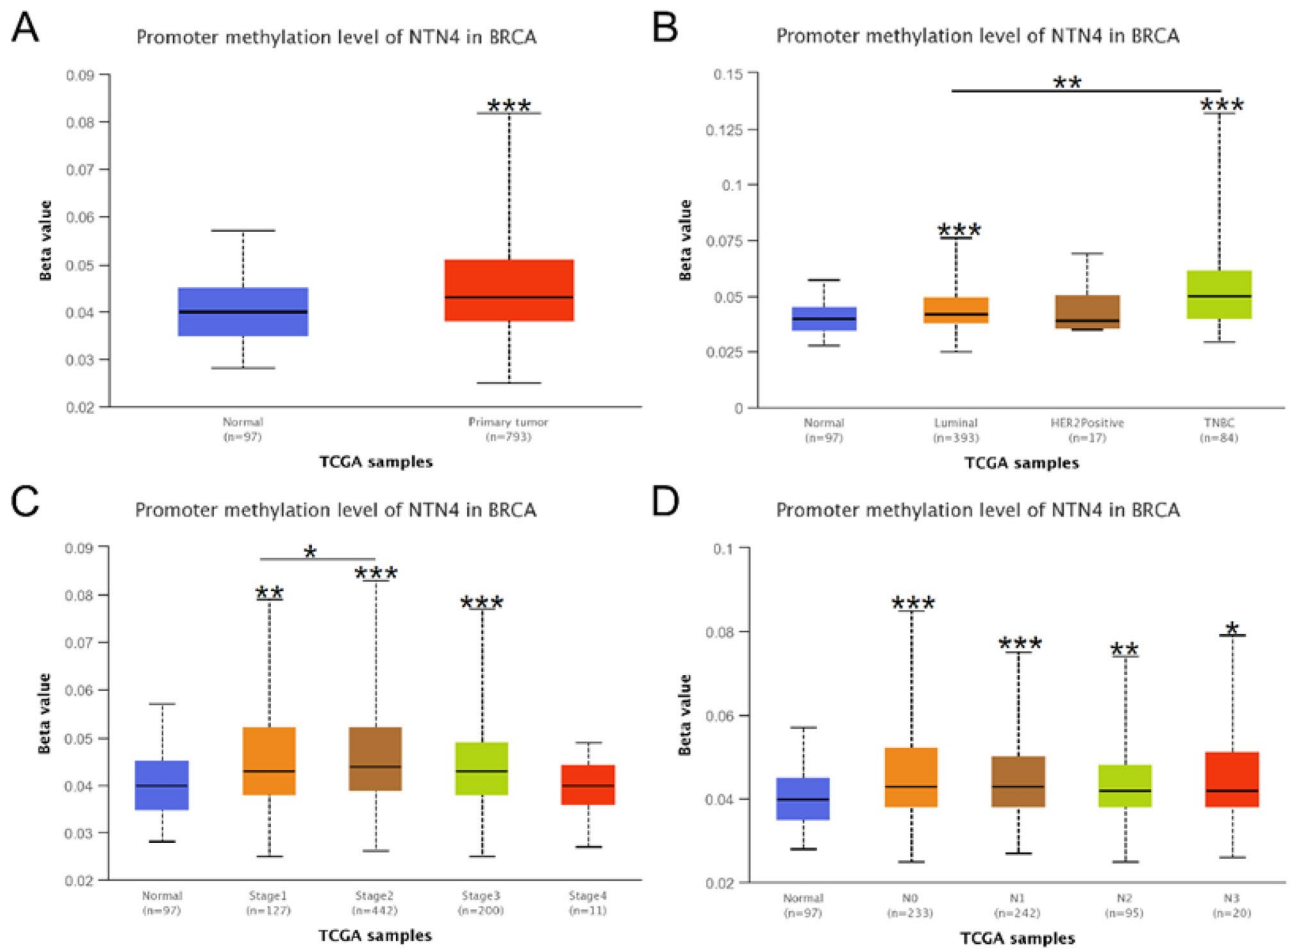 A
Promoter methylation level of NTN4 in BRCA
0.09
0.08
0.07
0.06
0.05
0.04
0.03
0.02
Beta value
***
Normal
(n=97)
Primary tumor
(n=793)
TCGA samples
B
Promoter methylation level of NTN4 in BRCA
0.15
0.125
0.1
0.075
0.05
0.025
0
Beta value
**
***
***
Normal
(n=97)
Luminal
(n=393)
HER2Positive
(n=17)
TNBC
(n=84)
TCGA samples
C
Promoter methylation level of NTN4 in BRCA
0.09
0.08
0.07
0.06
0.05
0.04
0.03
0.02
Beta value
*
**
***
***
Normal
(n=97)
Stage1
(n=127)
Stage2
(n=442)
Stage3
(n=200)
Stage4
(n=11)
TCGA samples
D
Promoter methylation level of NTN4 in BRCA
0.1
0.08
0.06
0.04
0.02
Beta value
***
***
**
*
Normal
(n=97)
N0
(n=233)
N1
(n=242)
N2
(n=95)
N3
(n=20)
TCGA samples